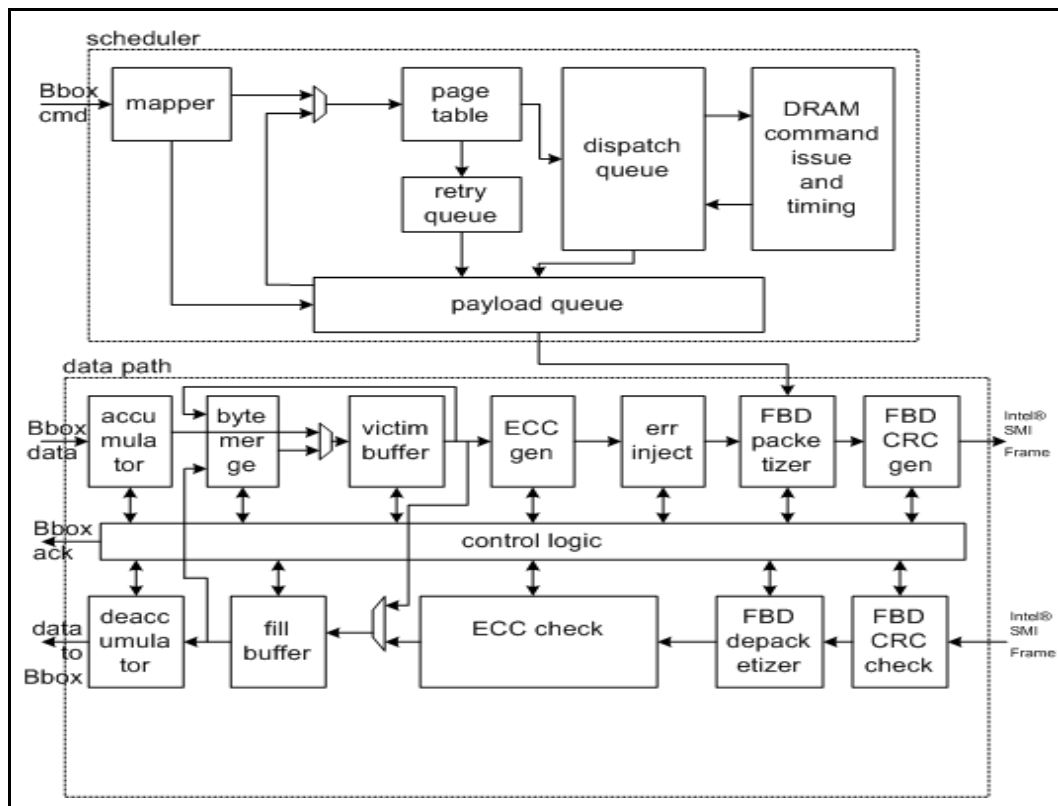 scheduler
Bbox
cmd
mapper
page
table
dispatch
queue
DRAM
command
issue
and
timing
retry
queue
payload queue
data path
Bbox
data
accu
mula
tor
byte
mer
ge
victim
buffer
ECC
gen
err
inject
FBD
packe
tizer
FBD
CRC
gen
Intel®
SMI
Frame
Bbox
ack
control logic
data
to
Bbox
deacc
umula
tor
fill
buffer
ECC check
FBD
depack
etizer
FBD
CRC
check
Intel®
SMI
Frame